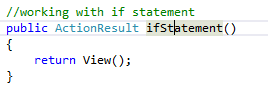 //working with if statement
public ActionResult ifStatement()
{
return View();
}